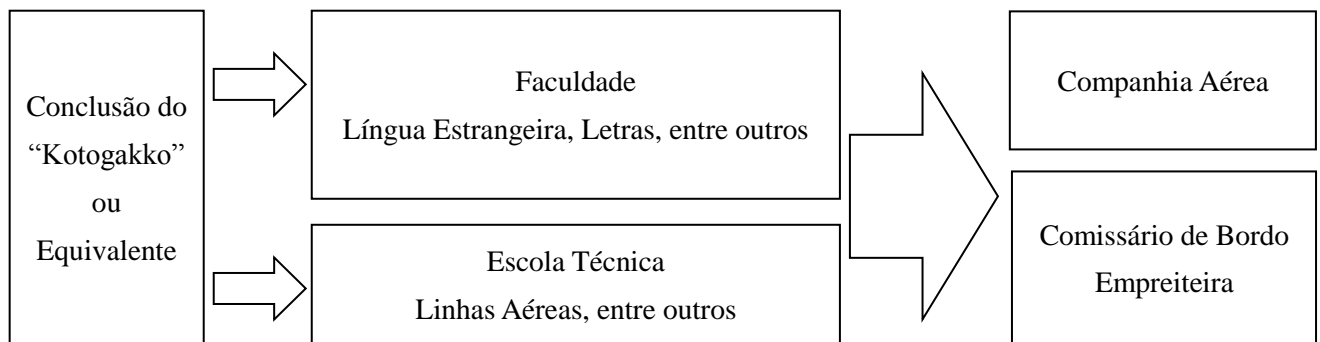 Conclusão do
“Kotogakko”
ou
Equivalente
Faculdade
Língua Estrangeira, Letras, entre outros
Escola Técnica
Linhas Aéreas, entre outros
Companhia Aérea
Comissário de Bordo
Empreiteira